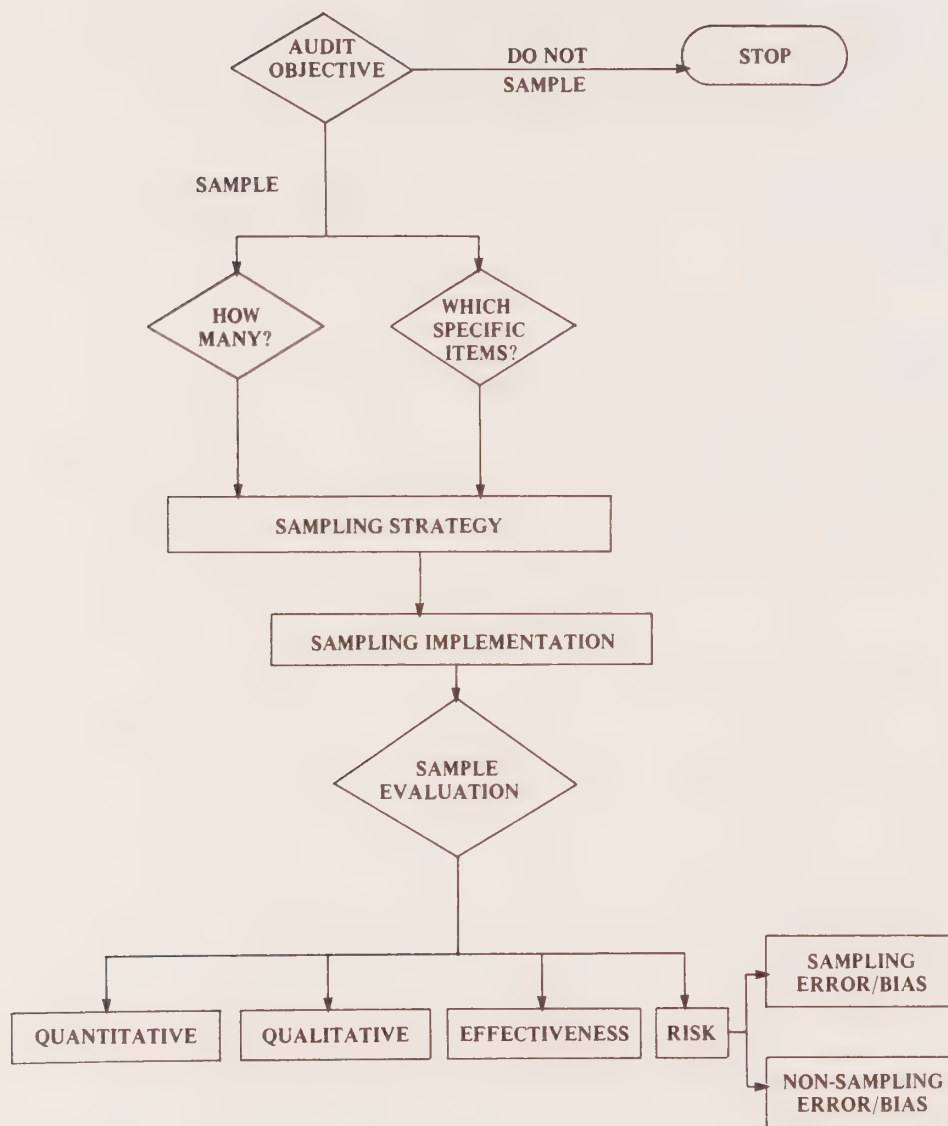 AUDIT
OBJECTIVE
DO NOT
SAMPLE
STOP
SAMPLE
HOW
MANY?
WHICH
SPECIFIC
ITEMS?
SAMPLING STRATEGY
SAMPLING IMPLEMENTATION
SAMPLE
EVALUATION
QUANTITATIVE
QUALITATIVE
EFFECTIVENESS
RISK
SAMPLING
ERROR/BIAS
NON-SAMPLING
ERROR/BIAS